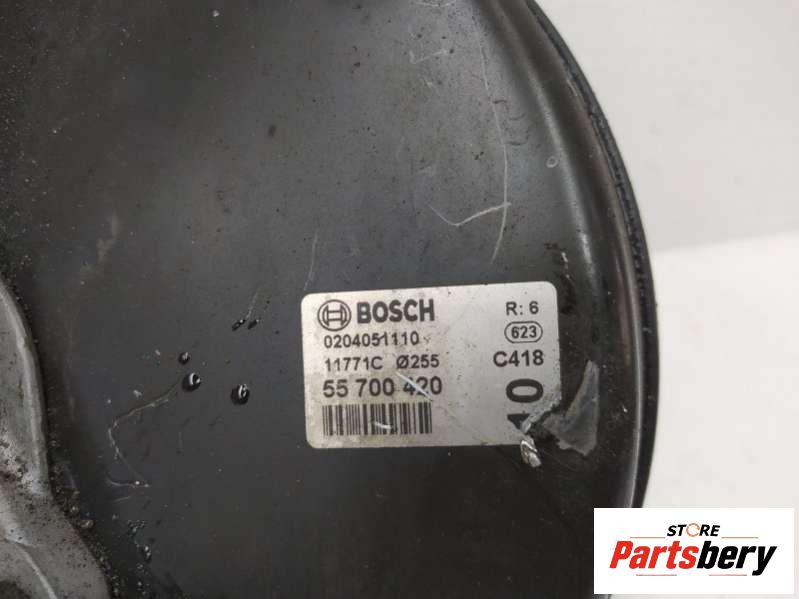 BOSCH R: 6
0204051110 623
11771C Ø255 C418
55 700 420
10
STORE
Partsbery